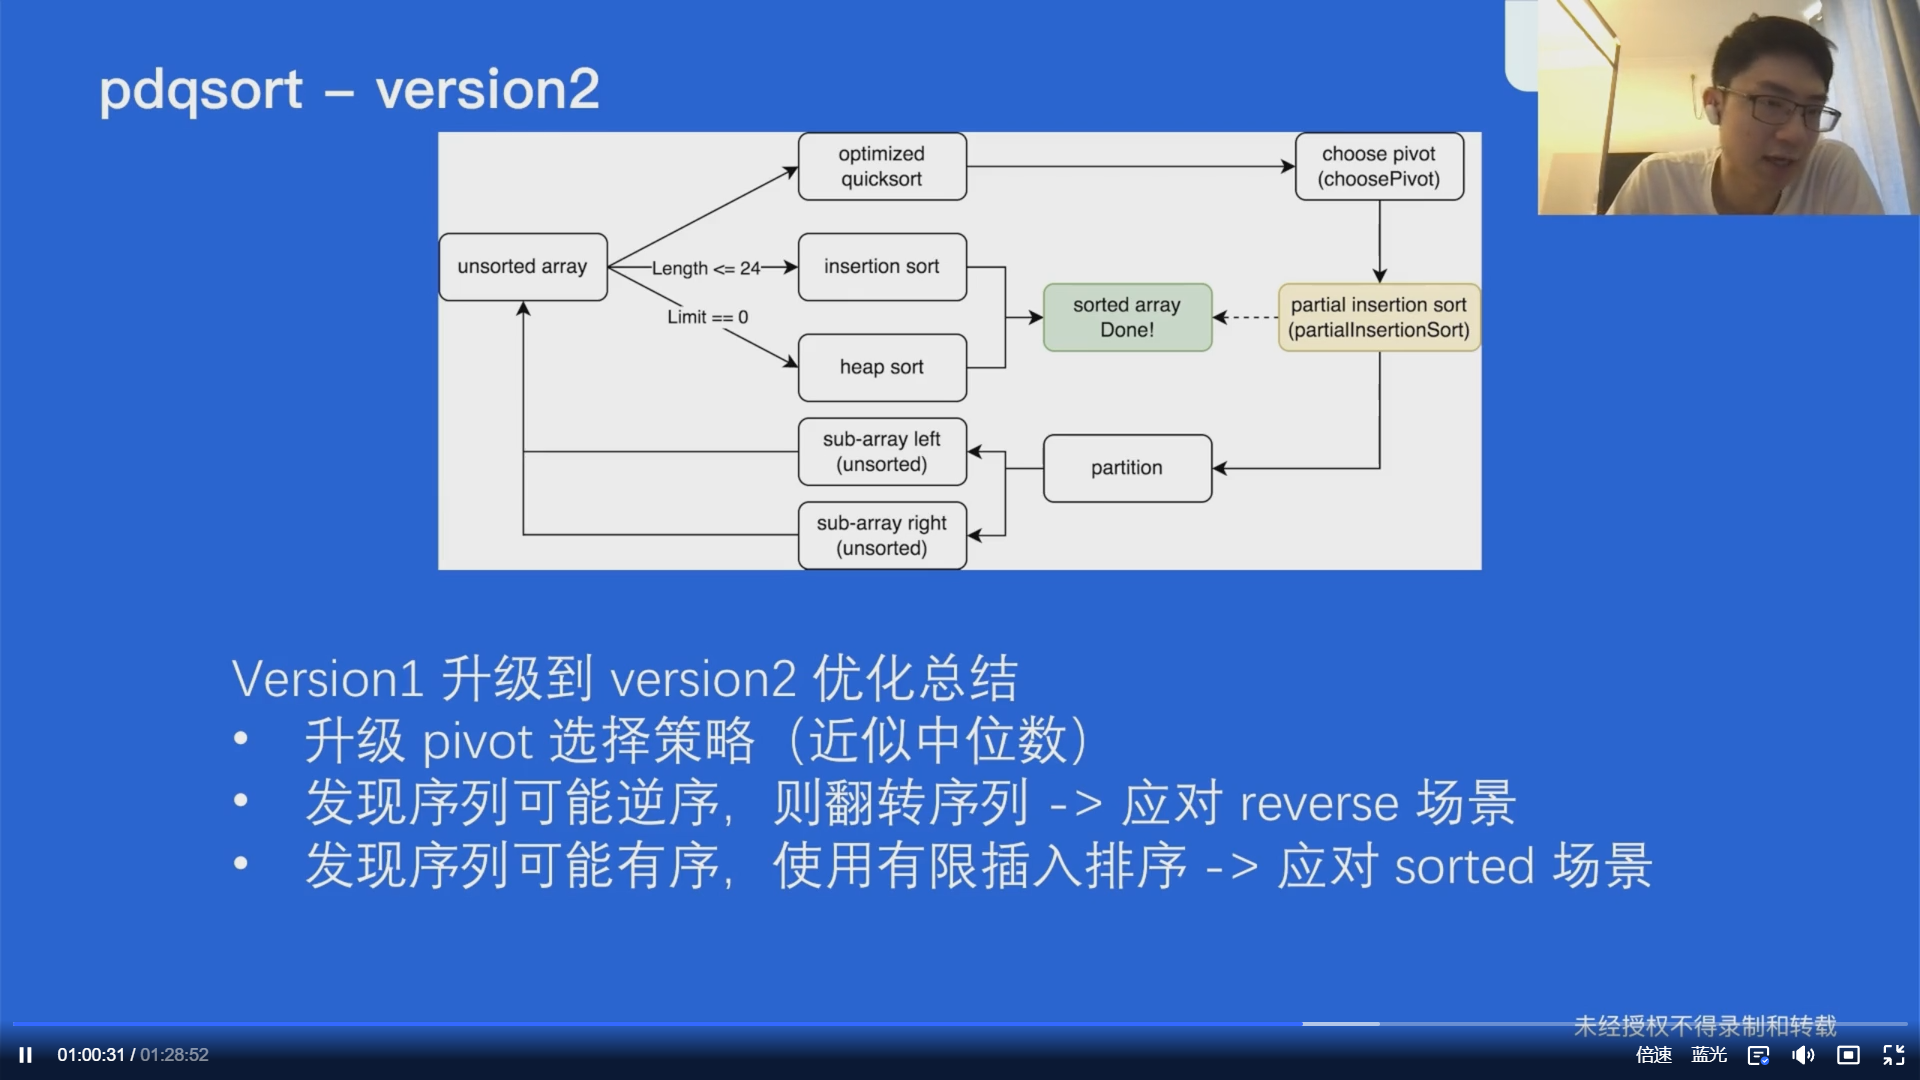 pdqsort – version2
optimized
quicksort
choose pivot
(choosePivot)
unsorted array
Length <= 24
insertion sort
Limit == 0
heap sort
sorted array
Done!
partial insertion sort
(partialInsertionSort)
sub-array left
(unsorted)
partition
sub-array right
(unsorted)
Version1 升级到 version2 优化总结
• 升级 pivot 选择策略（近似中位数）
• 发现序列可能逆序，则翻转序列 -> 应对 reverse 场景
• 发现序列可能有序，使用有限插入排序 -> 应对 sorted 场景
未经授权不得录制和转载
01:00:31 / 01:28:52
倍速 蓝光